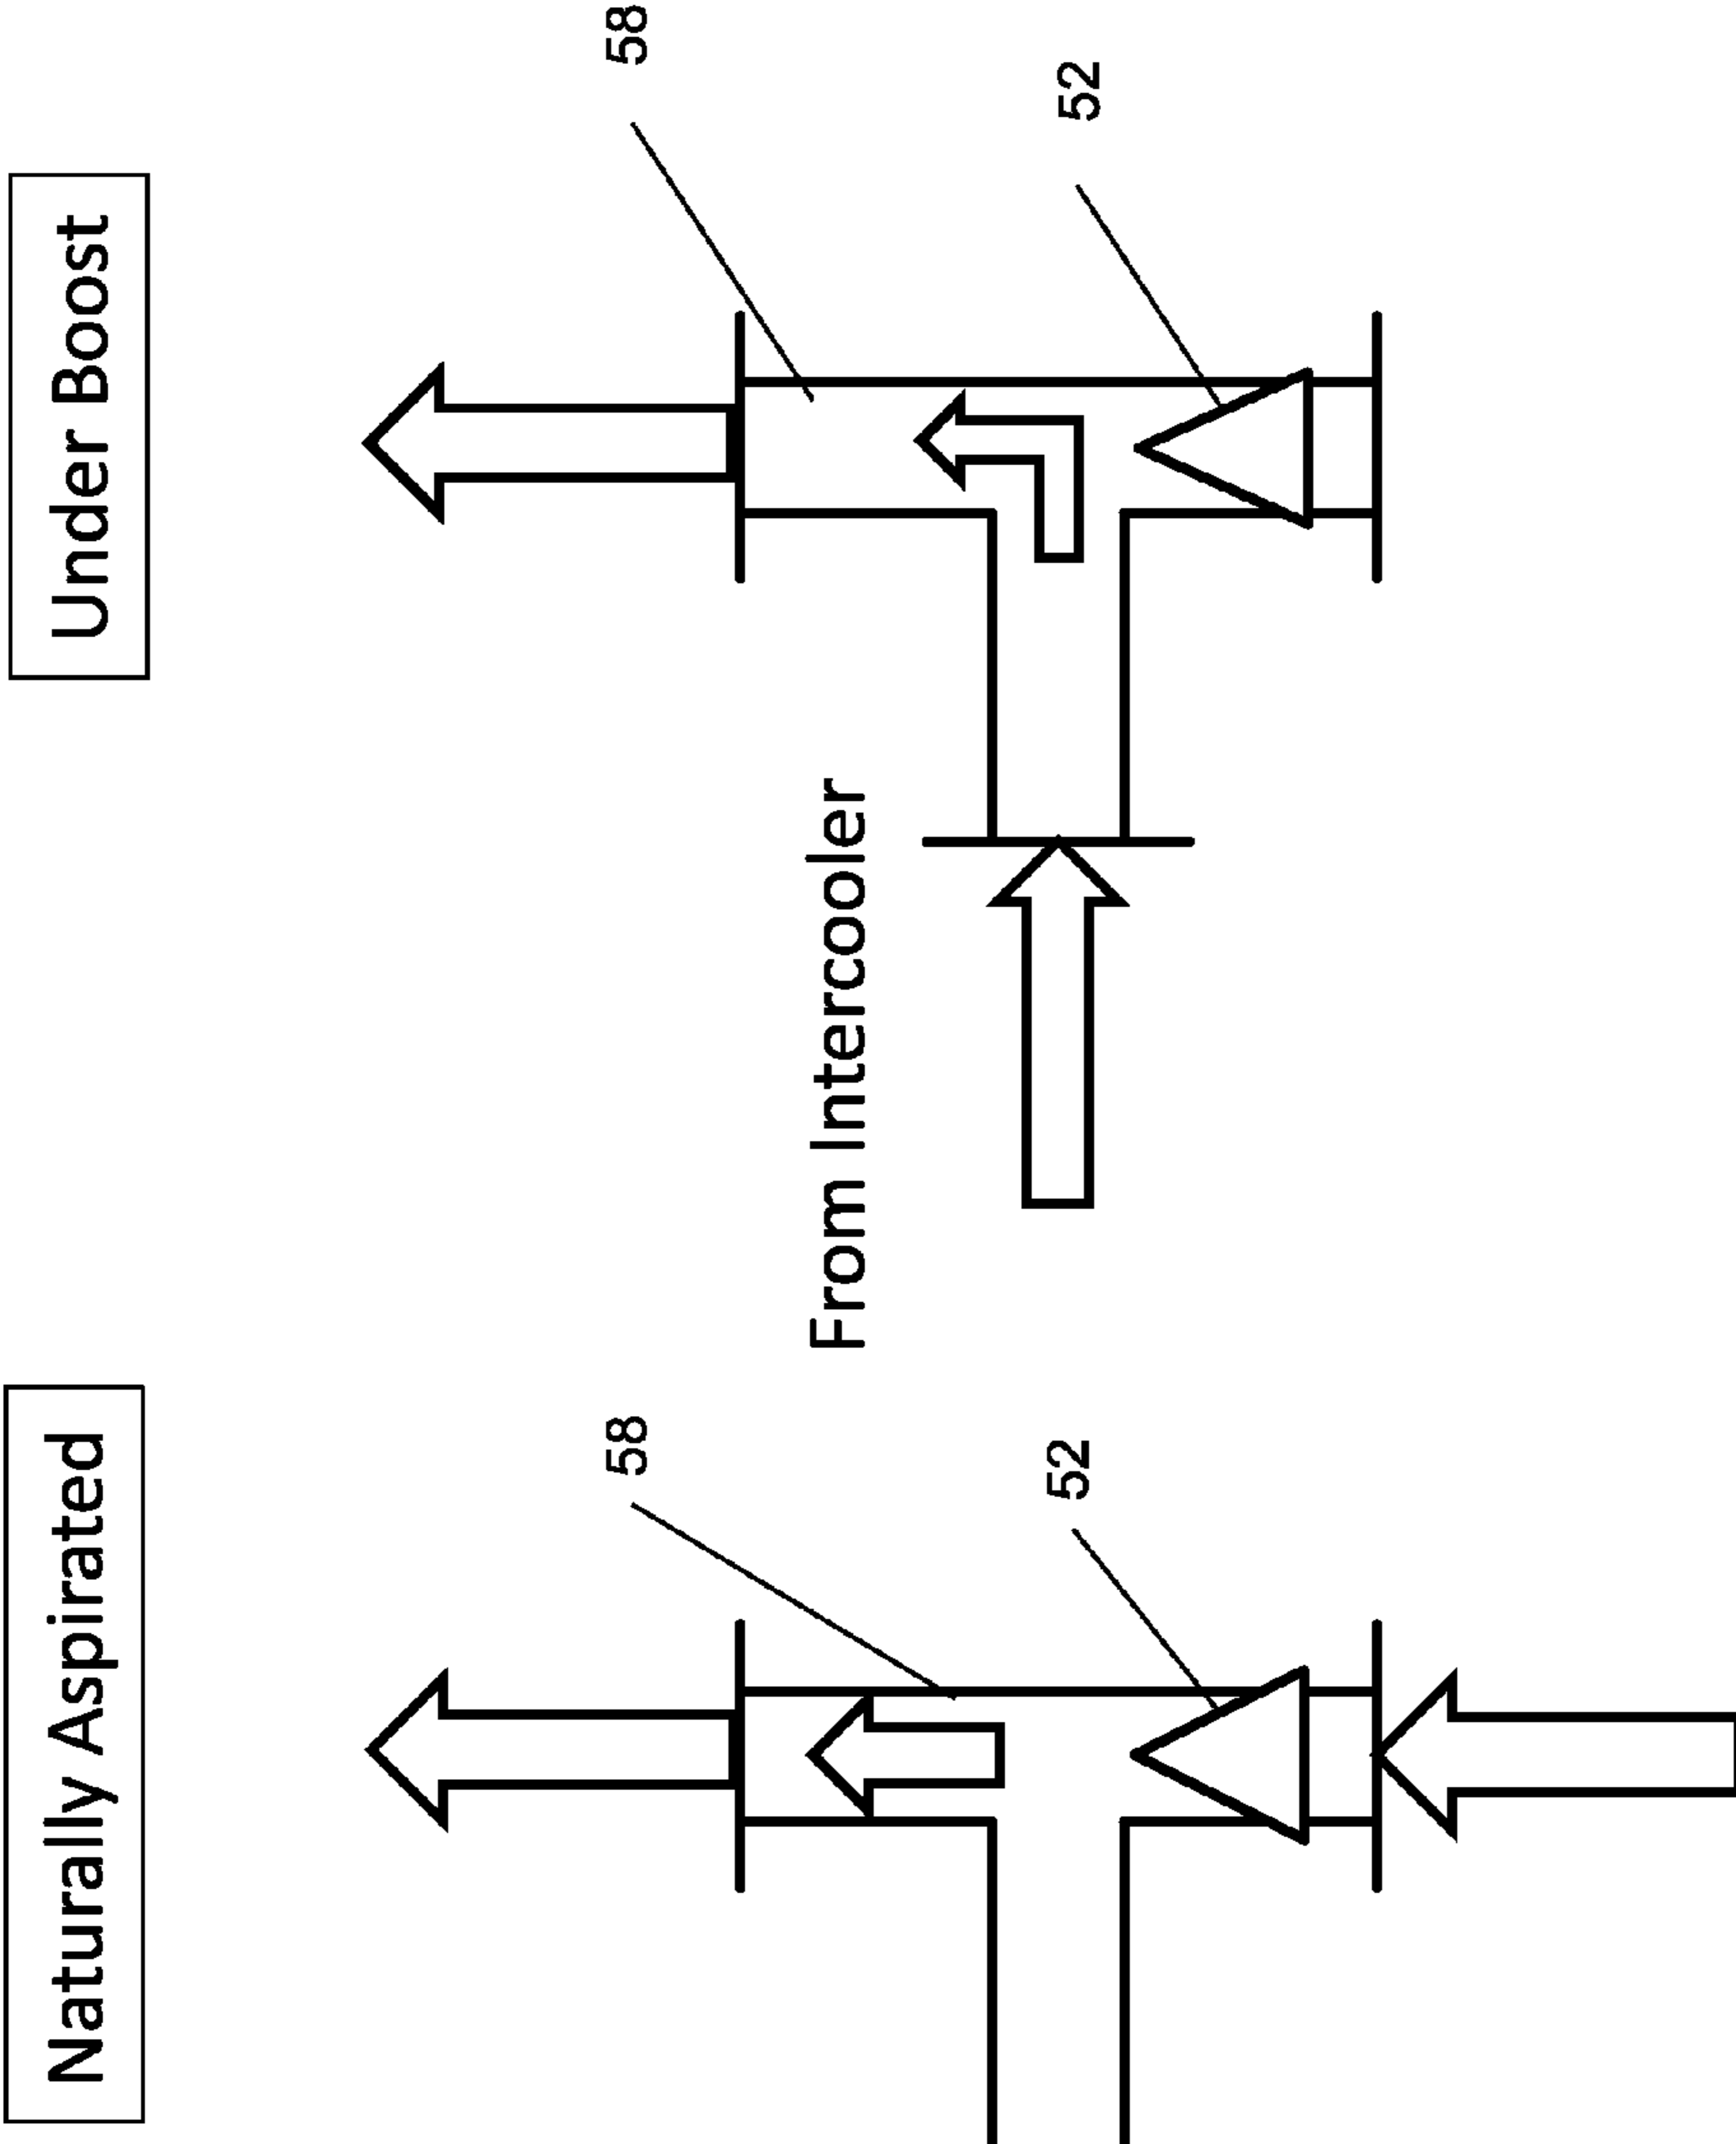 Naturally Aspirated
Under Boost
58
58
52
52
From Intercooler